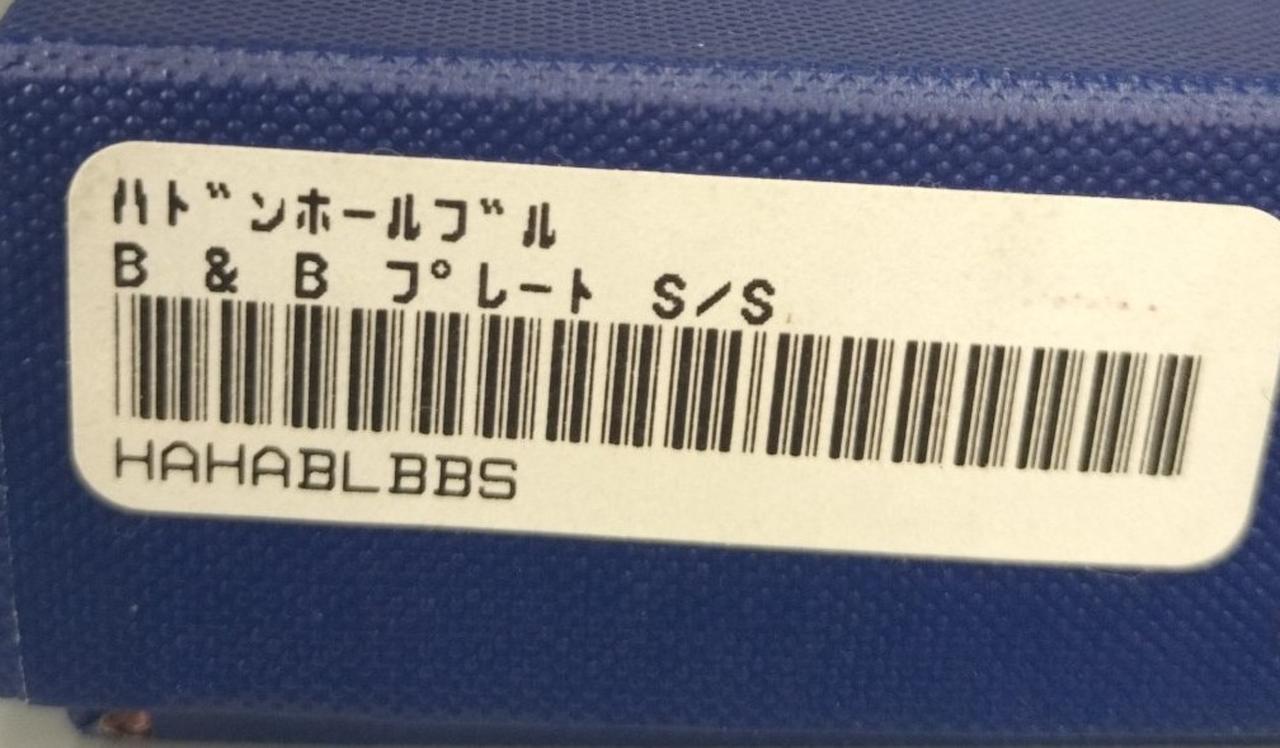 ﾊﾄﾞﾝﾎｰﾙﾌﾞﾙ
B & B ﾌﾟﾚｰﾄ S/S
HAHABLBBS